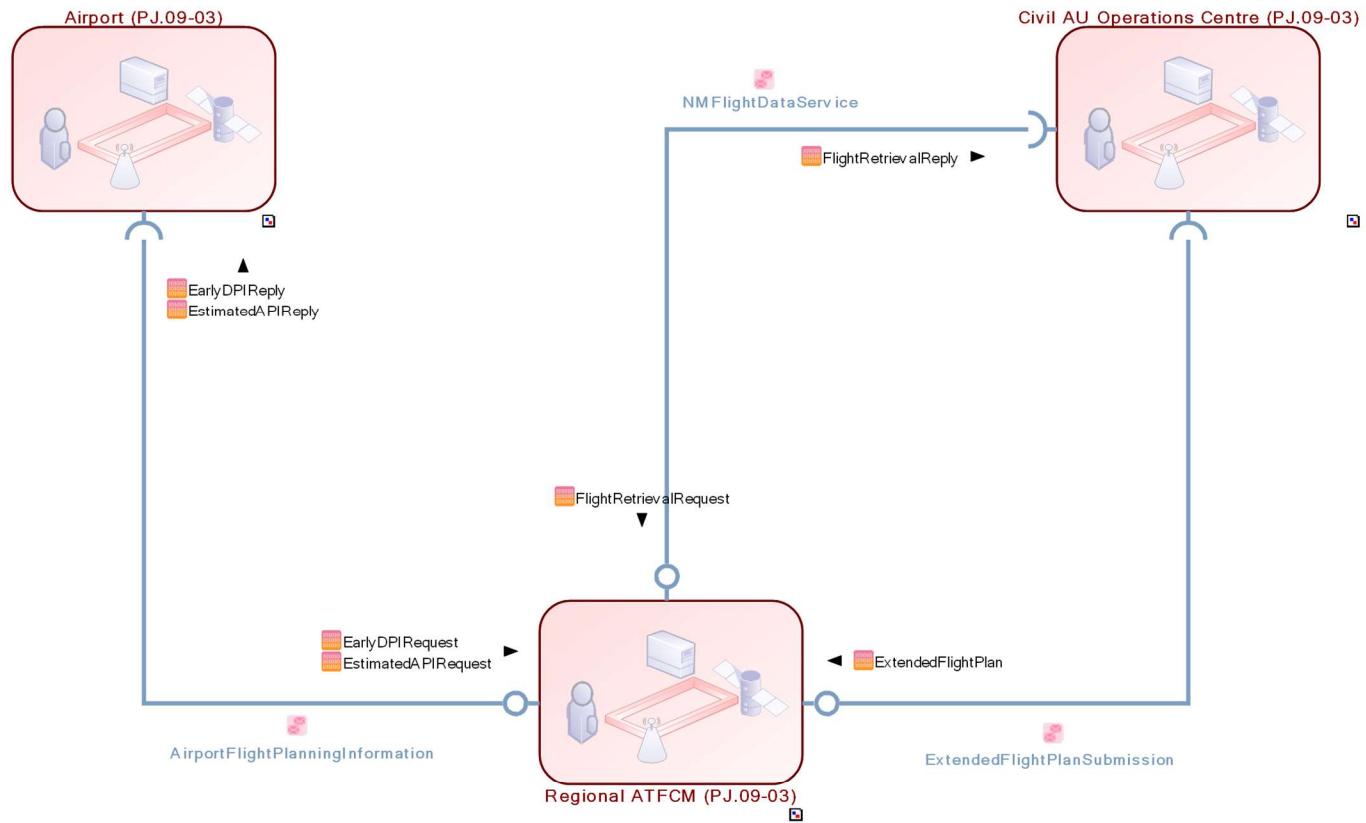 Airport (PJ.09-03)
Civil AU Operations Centre (PJ.09-03)
NMFlightDataService
FlightRetrievalReply
EarlyDPIReply
EstimatedAPIReply
FlightRetrievalRequest
EarlyDPIRequest
EstimatedAPIRequest
ExtendedFlightPlan
AirportFlightPlanningInformation
ExtendedFlightPlanSubmission
Regional ATFCM (PJ.09-03)